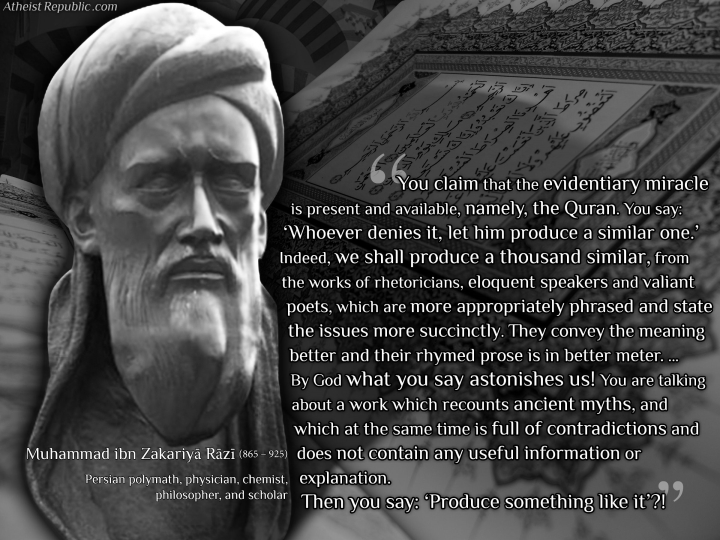 Atheist Republic .com
“You claim that the evidentiary miracle
is present and available, namely, the Quran. You say:
‘Whoever denies it, let him produce a similar one.’
Indeed, we shall produce a thousand similar, from
the works of rhetoricians, eloquent speakers and valiant
poets, which are more appropriately phrased and state
the issues more succinctly. They convey the meaning
better and their rhymed prose is in better meter. ...
By God what you say astonishes us! You are talking
about a work which recounts ancient myths, and
which at the same time is full of contradictions and
does not contain any useful information or
explanation.
Then you say: ‘Produce something like it’?!”
Muhammad ibn Zakariyā Rāzī (865 – 925)
Persian polymath, physician, chemist,
philosopher, and scholar